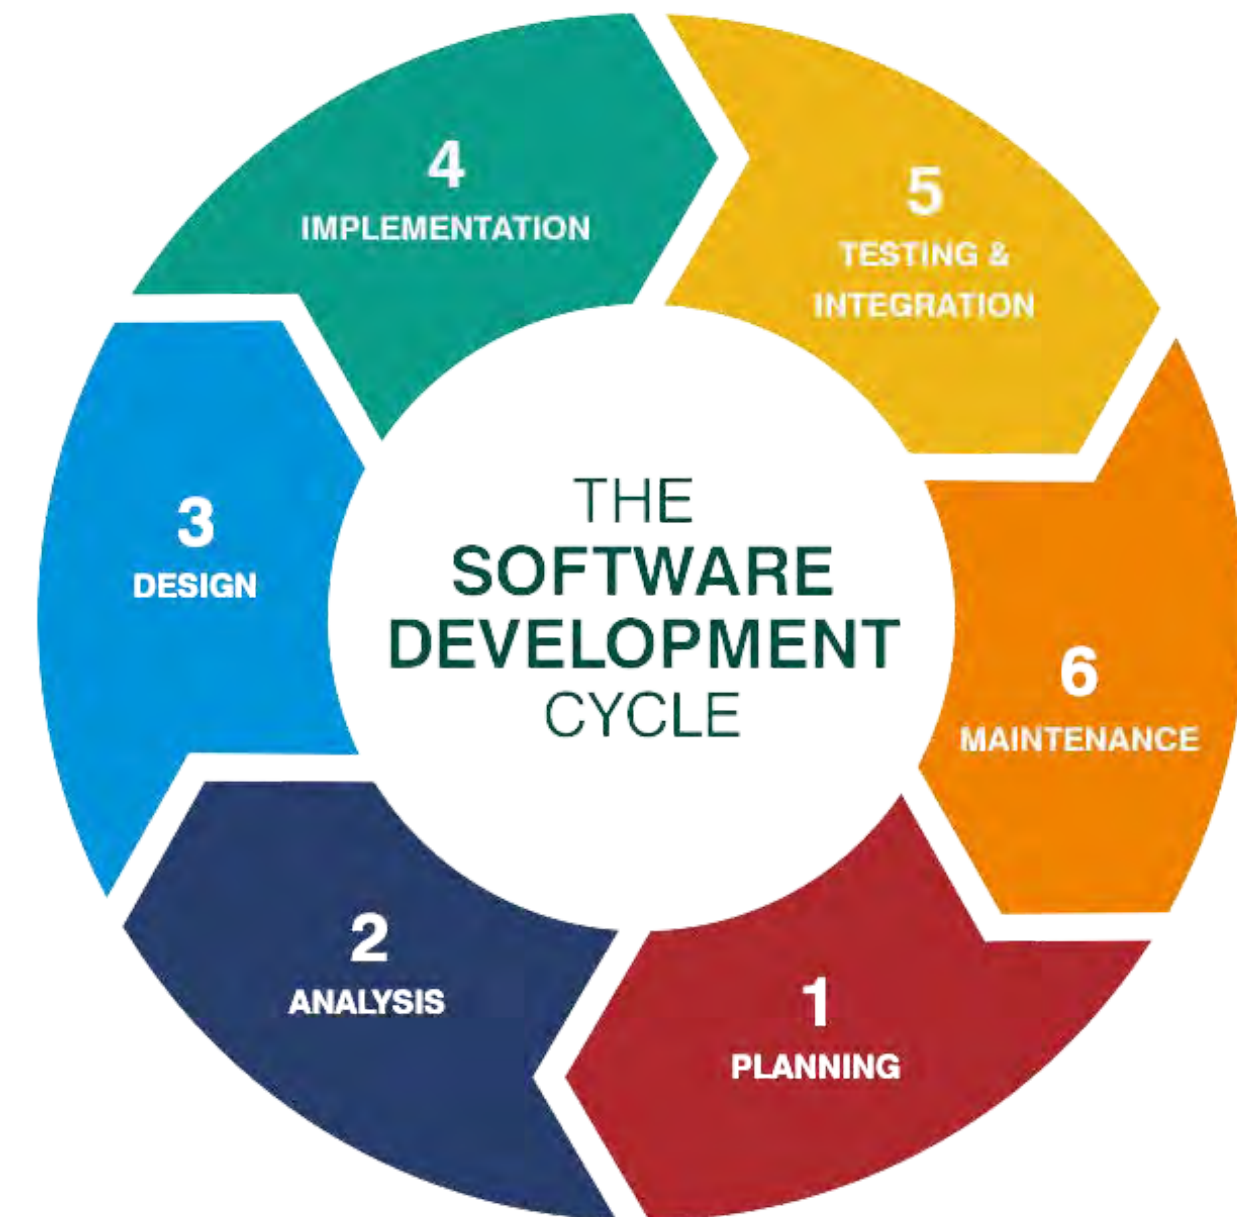 THE
SOFTWARE
DEVELOPMENT
CYCLE
1
PLANNING
2
ANALYSIS
3
DESIGN
4
IMPLEMENTATION
5
TESTING &
INTEGRATION
6
MAINTENANCE